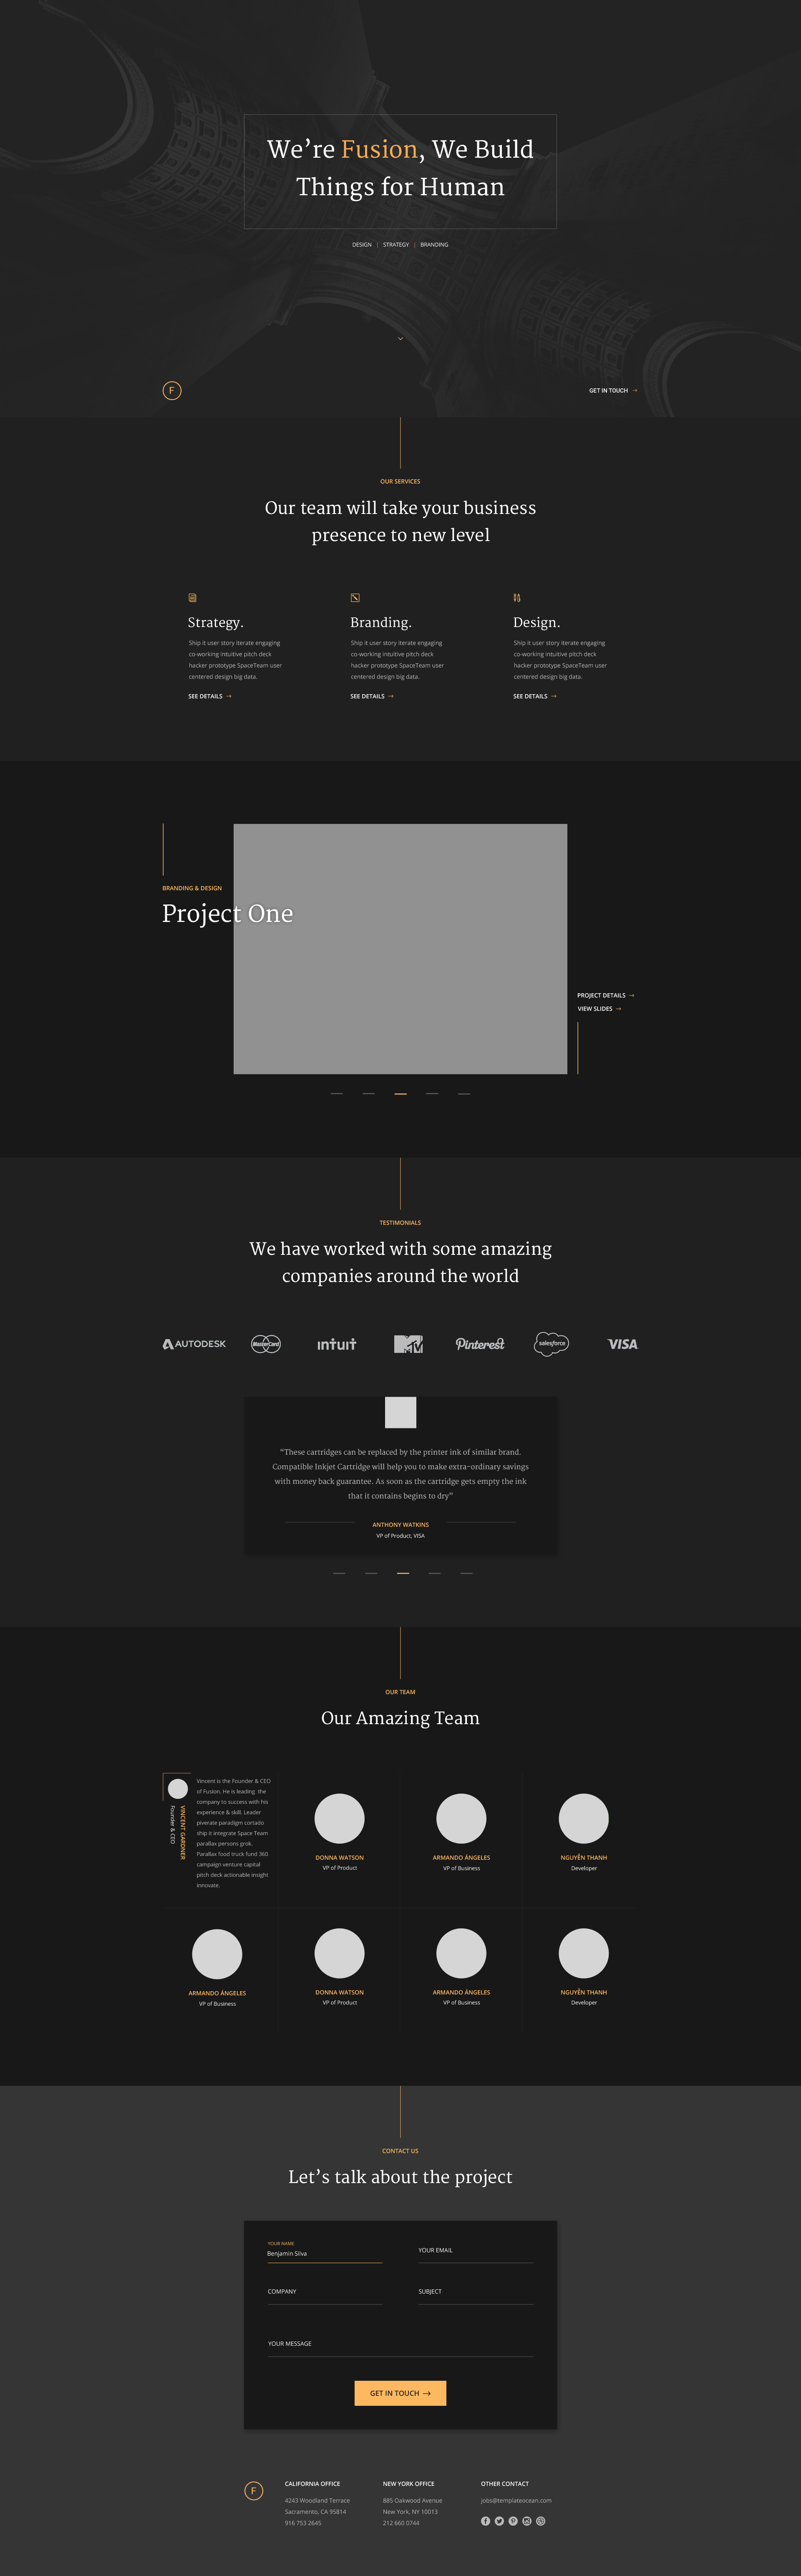 We’re Fusion, We Build
Things for Human
DESIGN | STRATEGY | BRANDING
F
GET IN TOUCH →
OUR SERVICES
Our team will take your business
presence to new level
Strategy.
Ship it user story iterate engaging
co-working intuitive pitch deck
hacker prototype SpaceTeam user
centered design big data.
SEE DETAILS →
Branding.
Ship it user story iterate engaging
co-working intuitive pitch deck
hacker prototype SpaceTeam user
centered design big data.
SEE DETAILS →
Design.
Ship it user story iterate engaging
co-working intuitive pitch deck
hacker prototype SpaceTeam user
centered design big data.
SEE DETAILS →
BRANDING & DESIGN
Project One
PROJECT DETAILS →
VIEW SLIDES →
TESTIMONIALS
We have worked with some amazing
companies around the world
AUTODESK
MasterCard
intuit
MTV
Pinterest
salesforce
VISA
“These cartridges can be replaced by the printer ink of similar brand.
Compatible Inkjet Cartridge will help you to make extra-ordinary savings
with money back guarantee. As soon as the cartridge gets empty the ink
that it contains begins to dry”
ANTHONY WATKINS
VP of Product, VISA
OUR TEAM
Our Amazing Team
VINCENT GARDNER
Founder & CEO
Vincent is the Founder & CEO
of Fusion. He is leading the
company to success with his
experience & skill. Leader
piverate paradigm cortado
ship it integrate Space Team
parallax persons grok.
Parallax food truck fund 360
campaign venture capital
pitch deck actionable insight
innovate.
DONNA WATSON
VP of Product
ARMANDO ÁNGELES
VP of Business
NGUYỄN THANH
Developer
ARMANDO ÁNGELES
VP of Business
DONNA WATSON
VP of Product
ARMANDO ÁNGELES
VP of Business
NGUYỄN THANH
Developer
CONTACT US
Let’s talk about the project
YOUR NAME
Benjamin Silva
YOUR EMAIL
COMPANY
SUBJECT
YOUR MESSAGE
GET IN TOUCH →
F
CALIFORNIA OFFICE
4243 Woodland Terrace
Sacramento, CA 95814
916 753 2645
NEW YORK OFFICE
885 Oakwood Avenue
New York, NY 10013
212 660 0744
OTHER CONTACT
jobs@templateocean.com